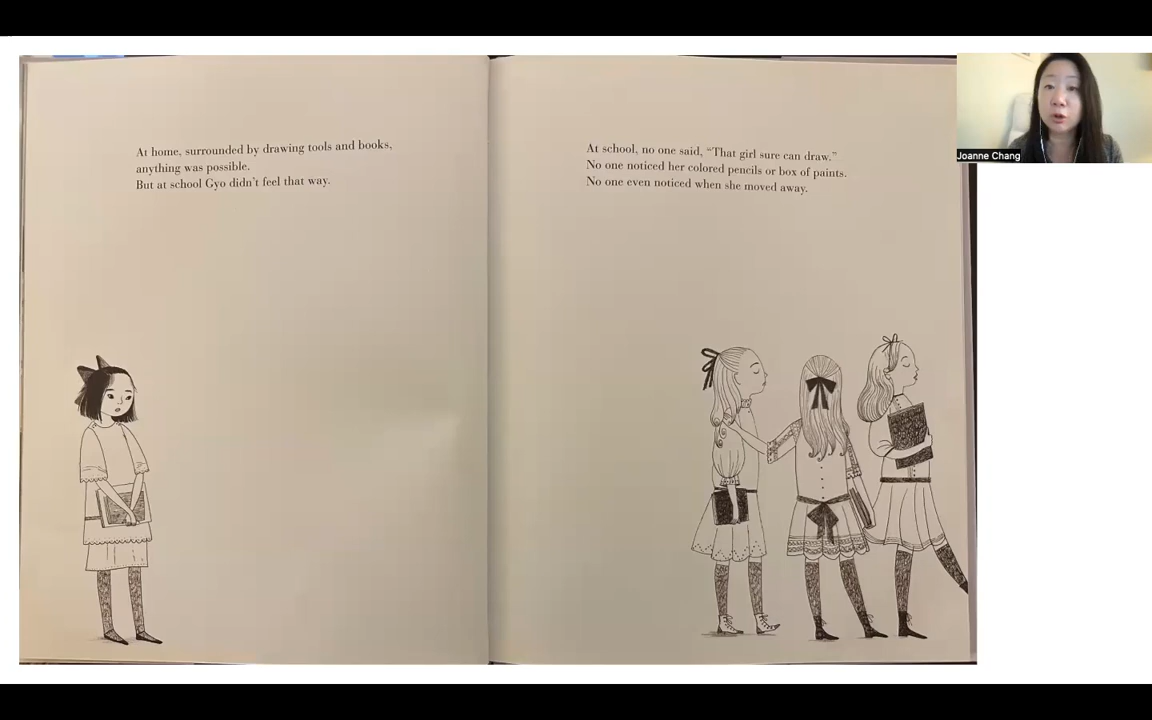 At home, surrounded by drawing tools and books,
anything was possible.
But at school Gyo didn't feel that way.
At school, no one said, “That girl sure can draw.”
No one noticed her colored pencils or box of paints.
No one even noticed when she moved away.
Joanne Chang